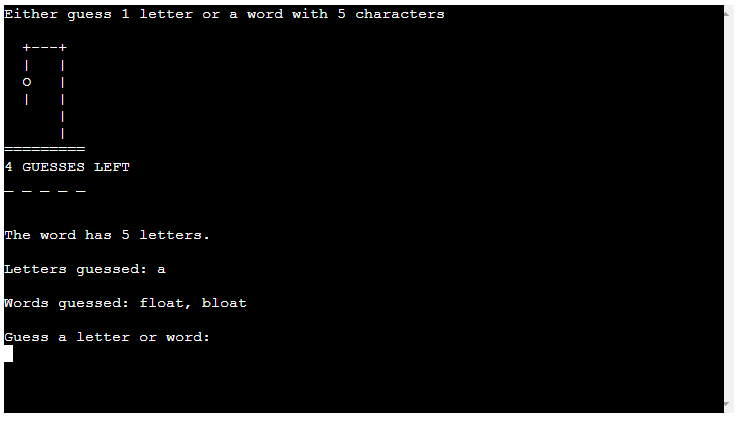 Either guess 1 letter or a word with 5 characters
+---+
|   |
O   |
|   |
    |
    |
=========
4 GUESSES LEFT
_ _ _ _ _
The word has 5 letters.
Letters guessed: a
Words guessed: float, bloat
Guess a letter or word: